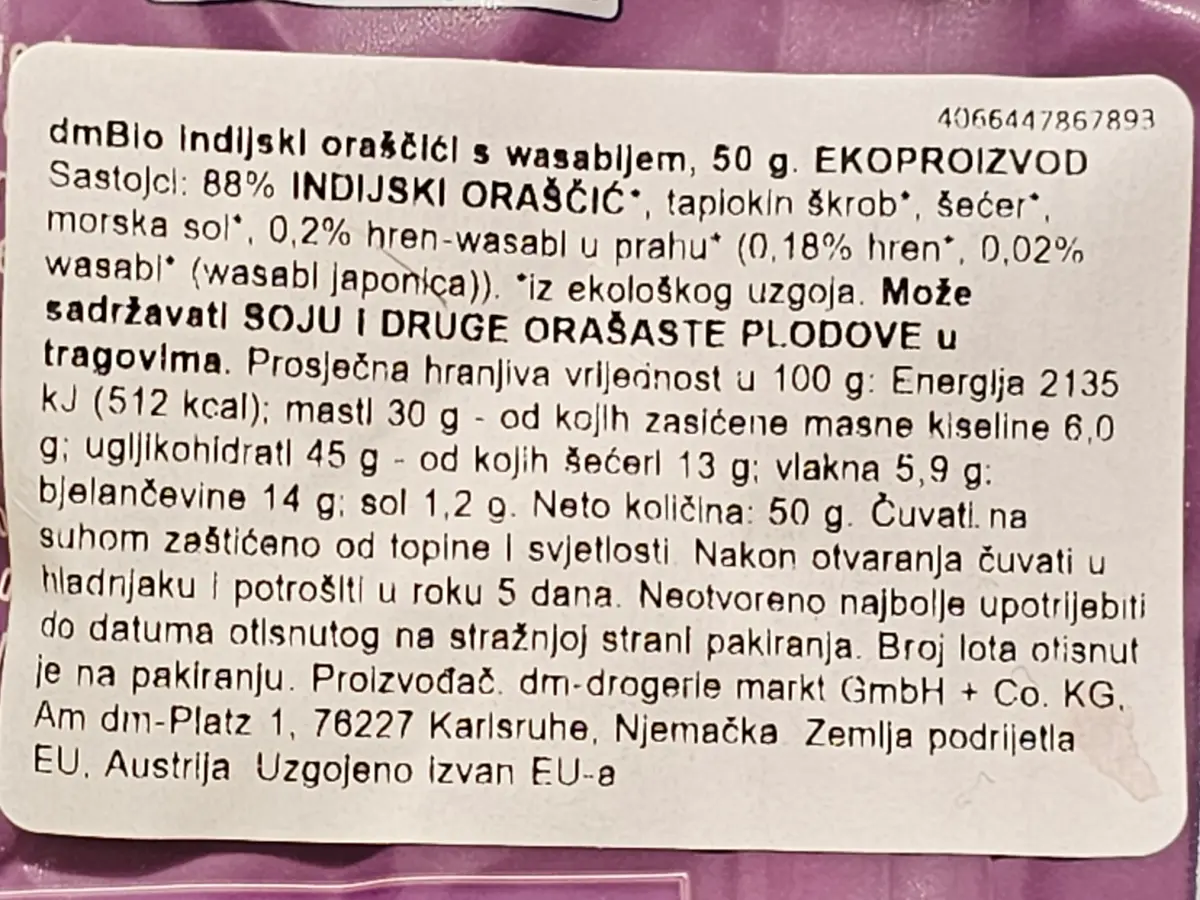 4066447867893
dmBio indijski oraščići s wasabijem, 50 g. EKOPROIZVOD
Sastojci: 88% INDIJSKI ORAŠČIĆ*, tapiokin škrob*, šećer*,
morska sol*, 0,2% hren-wasabi u prahu* (0,18% hren*, 0,02%
wasabi* (wasabi japonica)). *iz ekološkog uzgoja. Može
sadržavati SOJU I DRUGE ORAŠASTE PLODOVE u
tragovima. Prosječna hranjiva vrijednost u 100 g: Energija 2135
kJ (512 kcal); masti 30 g - od kojih zasićene masne kiseline 6,0
g; ugljikohidrati 45 g - od kojih šećeri 13 g; vlakna 5,9 g;
bjelančevine 14 g; sol 1,2 g. Neto količina: 50 g. Čuvati na
suhom zaštićeno od topine i svjetlosti. Nakon otvaranja čuvati u
hladnjaku i potrošiti u roku 5 dana. Neotvoreno najbolje upotrijebiti
do datuma otisnutog na stražnjoj strani pakiranja. Broj lota otisnut
je na pakiranju. Proizvođač: dm-drogerie markt GmbH + Co. KG,
Am dm-Platz 1, 76227 Karlsruhe, Njemačka. Zemlja podrijetla
EU, Austrija Uzgojeno izvan EU-a